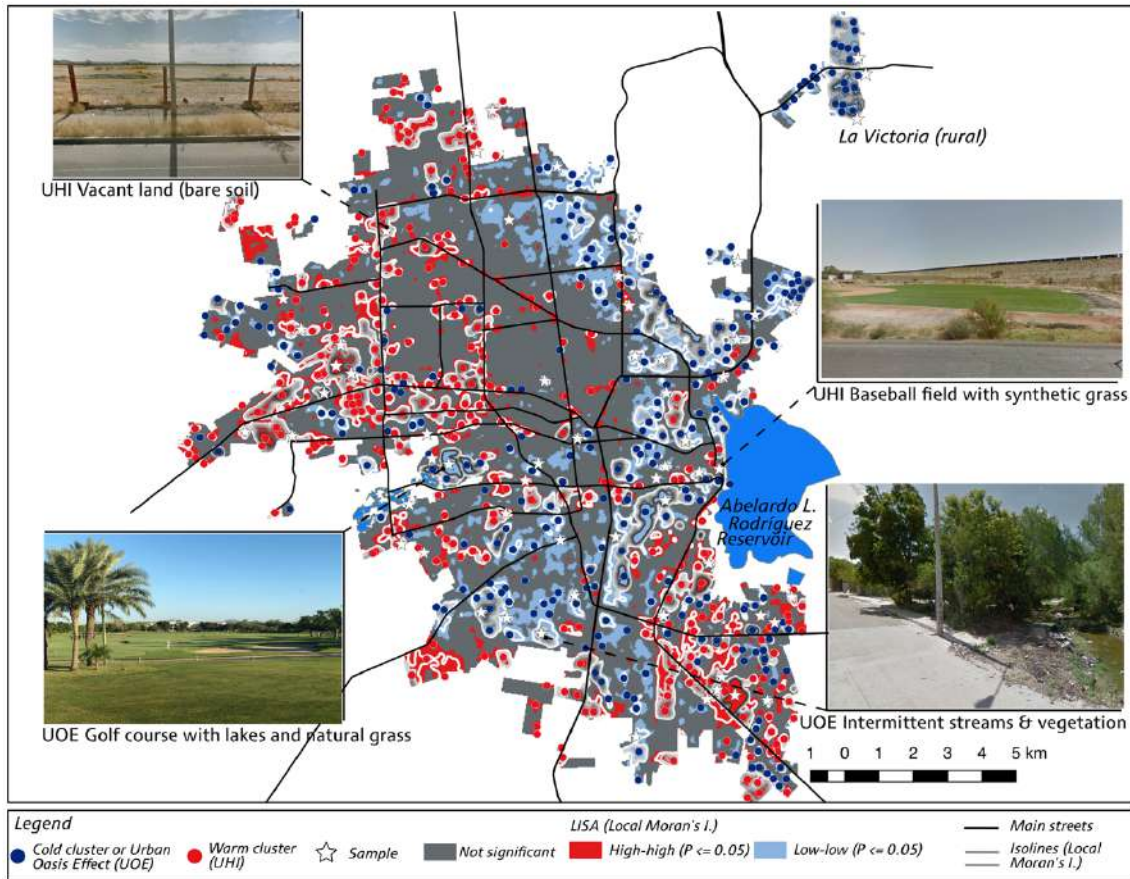 La Victoria (rural)
UHI Vacant land (bare soil)
UHI Baseball field with synthetic grass
Abelardo L.
Rodríguez
Reservoir
UOE Golf course with lakes and natural grass
UOE Intermittent streams & vegetation
1 0 1 2 3 4 5 km
Legend
Cold cluster or Urban
Oasis Effect (UOE)
Warm cluster
(UHI)
Sample
LISA (Local Moran's I.)
Not significant
High-high (P <= 0.05)
Low-low (P <= 0.05)
Main streets
Isolines (Local
Moran's I.)